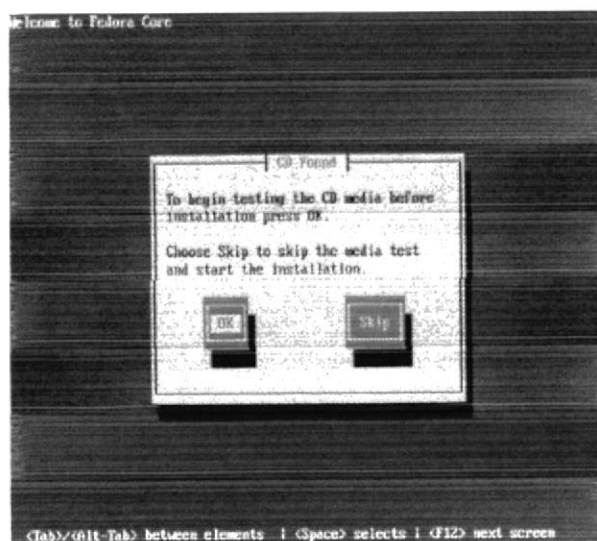 Welcome to Fedora Core
CD Found
To begin testing the CD media before
installation press OK.
Choose Skip to skip the media test
and start the installation.
OK
Skip
<Tab>/<Alt-Tab> between elements | <Space> selects | <F12> next screen